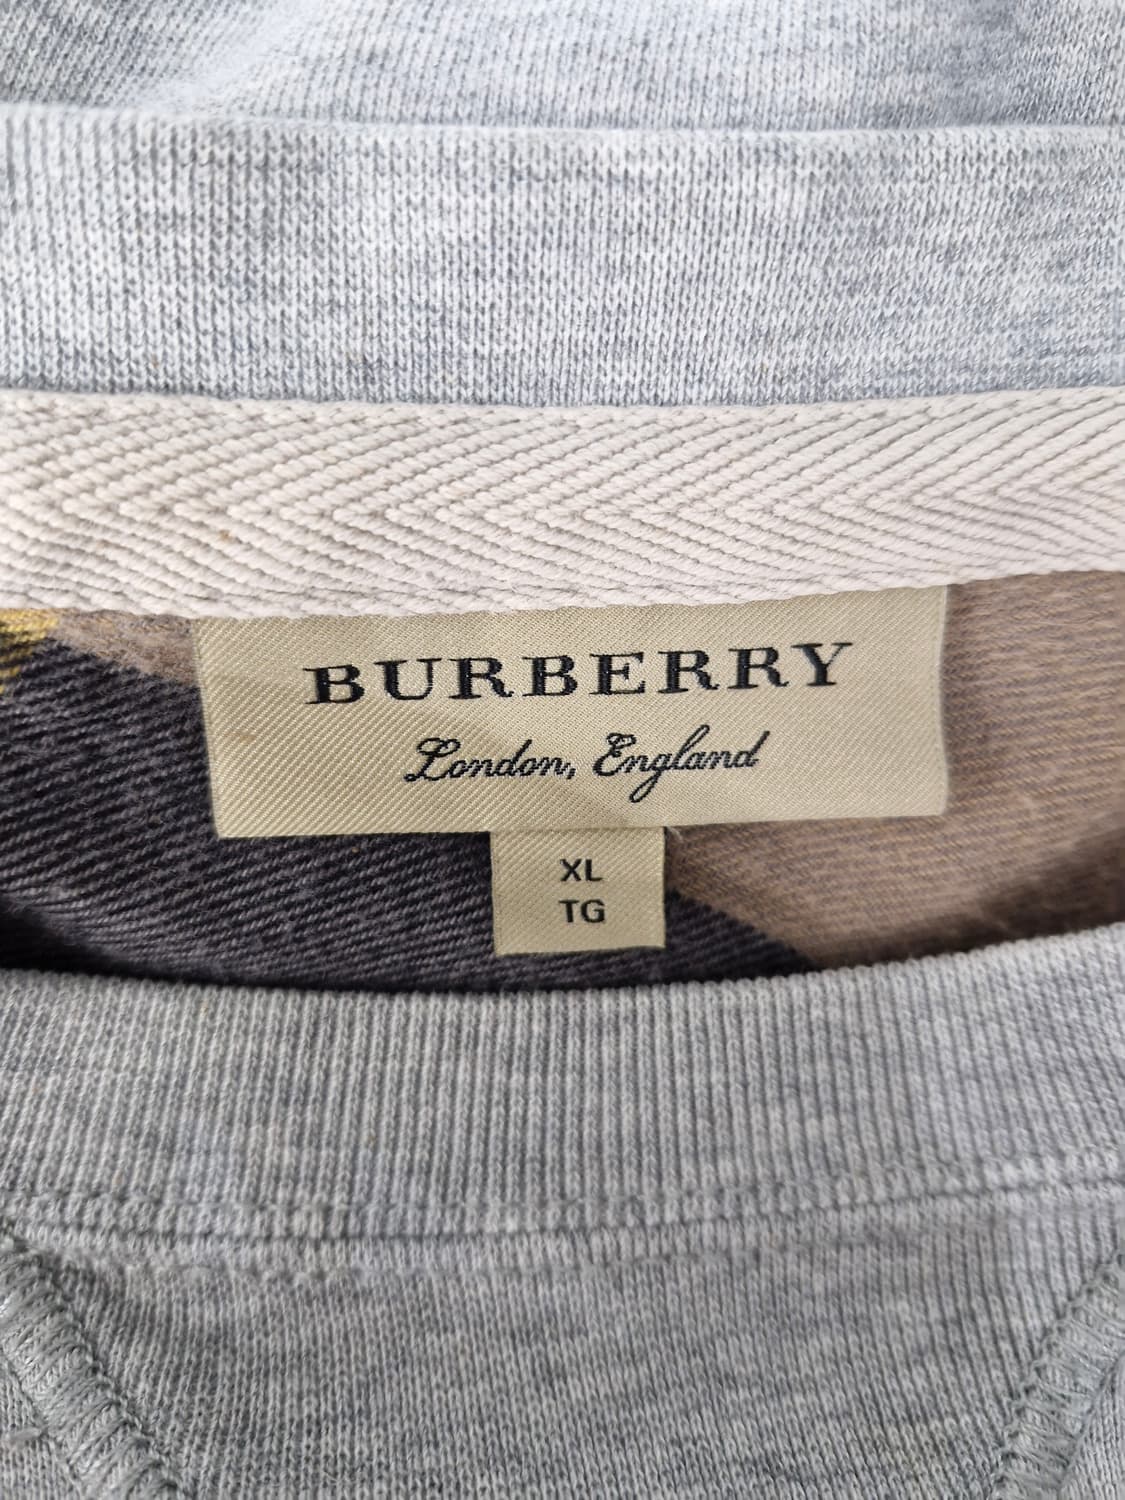 BURBERRY
London, England
XL
TG